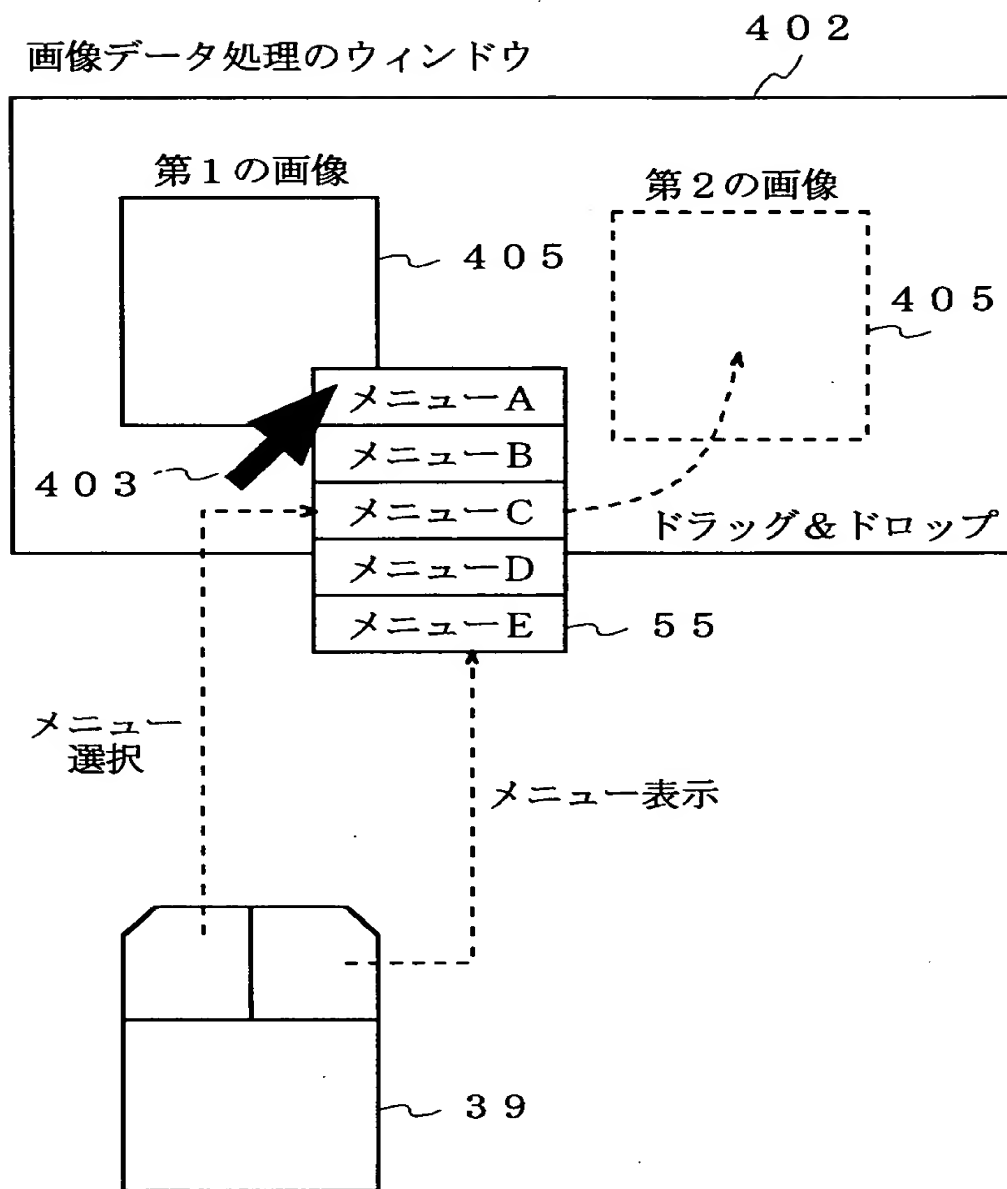 ４０２
画像データ処理のウィンドウ
第１の画像
第２の画像
４０５
４０５
メニューA
メニューB
４０３
メニューC
ドラッグ＆ドロップ
メニューD
メニューE
５５
メニュー
選択
メニュー表示
３９